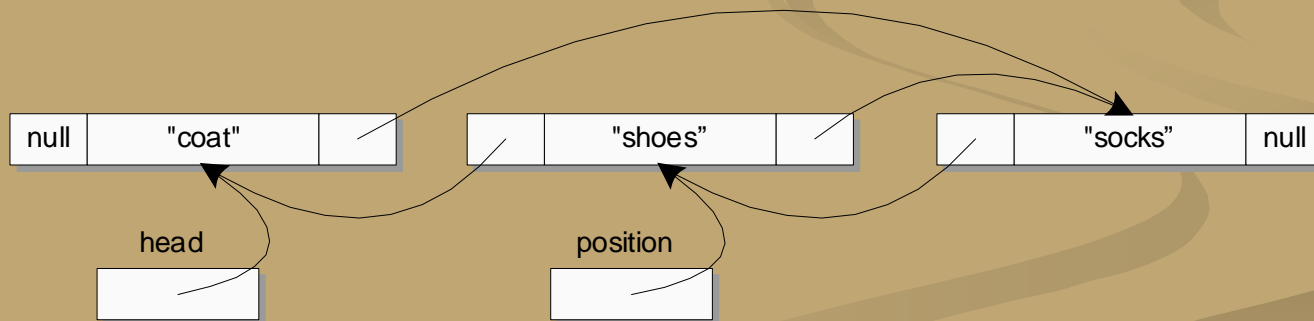 null "coat" "shoes” "socks” null
head position